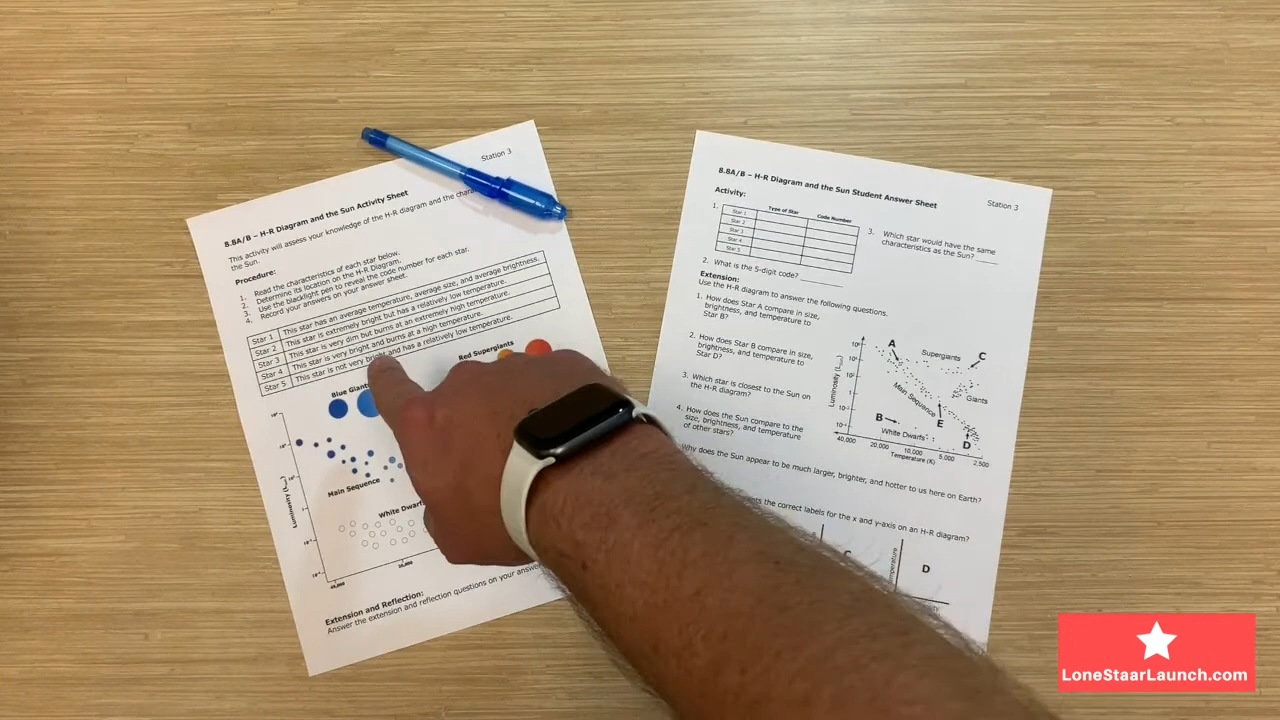 Station 3
8.8A/B – H-R Diagram and the Sun Activity Sheet
This activity will assess your knowledge of the H-R diagram and the
the Sun.
Procedure:
1. Read the characteristics of each star below.
2. Determine its location on the H-R Diagram.
3. Use the blacklight pen to reveal the code number for each star.
4. Record your answers on your answer sheet.
Star 1 This star has an average temperature, average size, and average brightness.
Star 2 This star is extremely bright but has a relatively low temperature.
Star 3 This star is very dim but burns at an extremely high temperature.
Star 4 This star is very bright and burns at a high temperature.
Star 5 This star is not very bright and has a relatively low temperature.
Blue Giants
Red Supergiants
Main Sequence
White Dwarfs
Extension and Reflection:
Answer the extension and reflection questions on your answer
8.8A/B – H-R Diagram and the Sun Student Answer Sheet
Station 3
Activity:
1.
Type of Star Code Number
Star 1
Star 2
Star 3
Star 4
Star 5
2. What is the 5-digit code?
3. Which star would have the same
characteristics as the Sun?
Extension:
Use the H-R diagram to answer the following questions.
1. How does Star A compare in size,
brightness, and temperature to
Star B?
2. How does Star B compare in size,
brightness, and temperature to
Star D?
3. Which star is closest to the Sun on
the H-R diagram?
4. How does the Sun compare to the
size, brightness, and temperature
of other stars?
A
Supergiants
C
Giants
Main Sequence
B
E
White Dwarfs
D
40,000 20,000 10,000 5,000 2,500
Temperature (K)
Why does the Sun appear to be much larger, brighter, and hotter to us here on Earth?
the correct labels for the x and y-axis on an H-R diagram?
D
LoneStaarLaunch.com